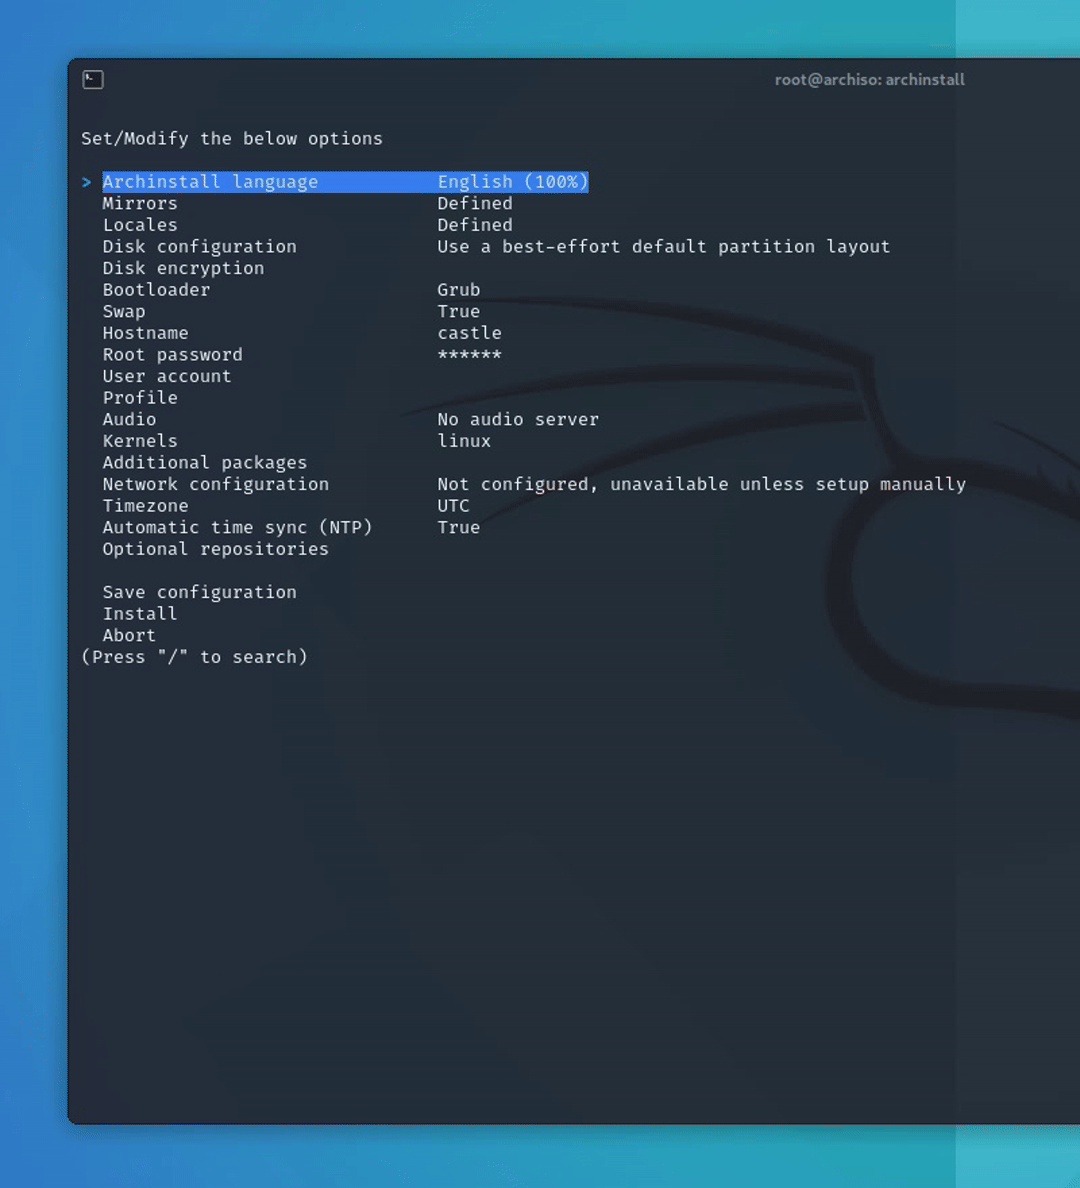 root@archiso: archinstall
Set/Modify the below options
> Archinstall language English (100%)
Mirrors Defined
Locales Defined
Disk configuration Use a best-effort default partition layout
Disk encryption
Bootloader Grub
Swap True
Hostname castle
Root password ******
User account
Profile
Audio No audio server
Kernels linux
Additional packages
Network configuration Not configured, unavailable unless setup manually
Timezone UTC
Automatic time sync (NTP) True
Optional repositories
Save configuration
Install
Abort
(Press "/" to search)